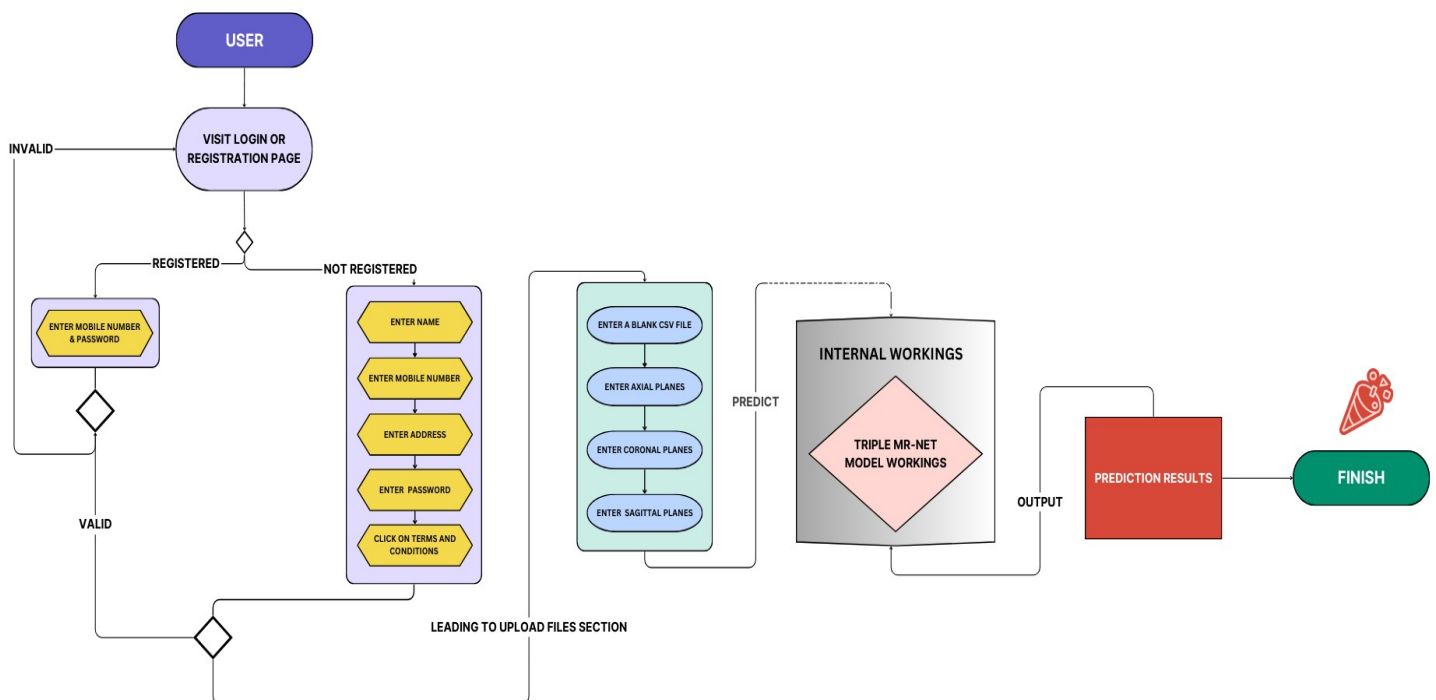 USER
VISIT LOGIN OR
REGISTRATION PAGE
INVALID
REGISTERED
NOT REGISTERED
ENTER MOBILE NUMBER
& PASSWORD
VALID
ENTER NAME
ENTER MOBILE NUMBER
ENTER ADDRESS
ENTER PASSWORD
CLICK ON TERMS AND
CONDITIONS
LEADING TO UPLOAD FILES SECTION
ENTER A BLANK CSV FILE
ENTER AXIAL PLANES
ENTER CORONAL PLANES
ENTER SAGITTAL PLANES
PREDICT
INTERNAL WORKINGS
TRIPLE MR-NET
MODEL WORKINGS
OUTPUT
PREDICTION RESULTS
FINISH